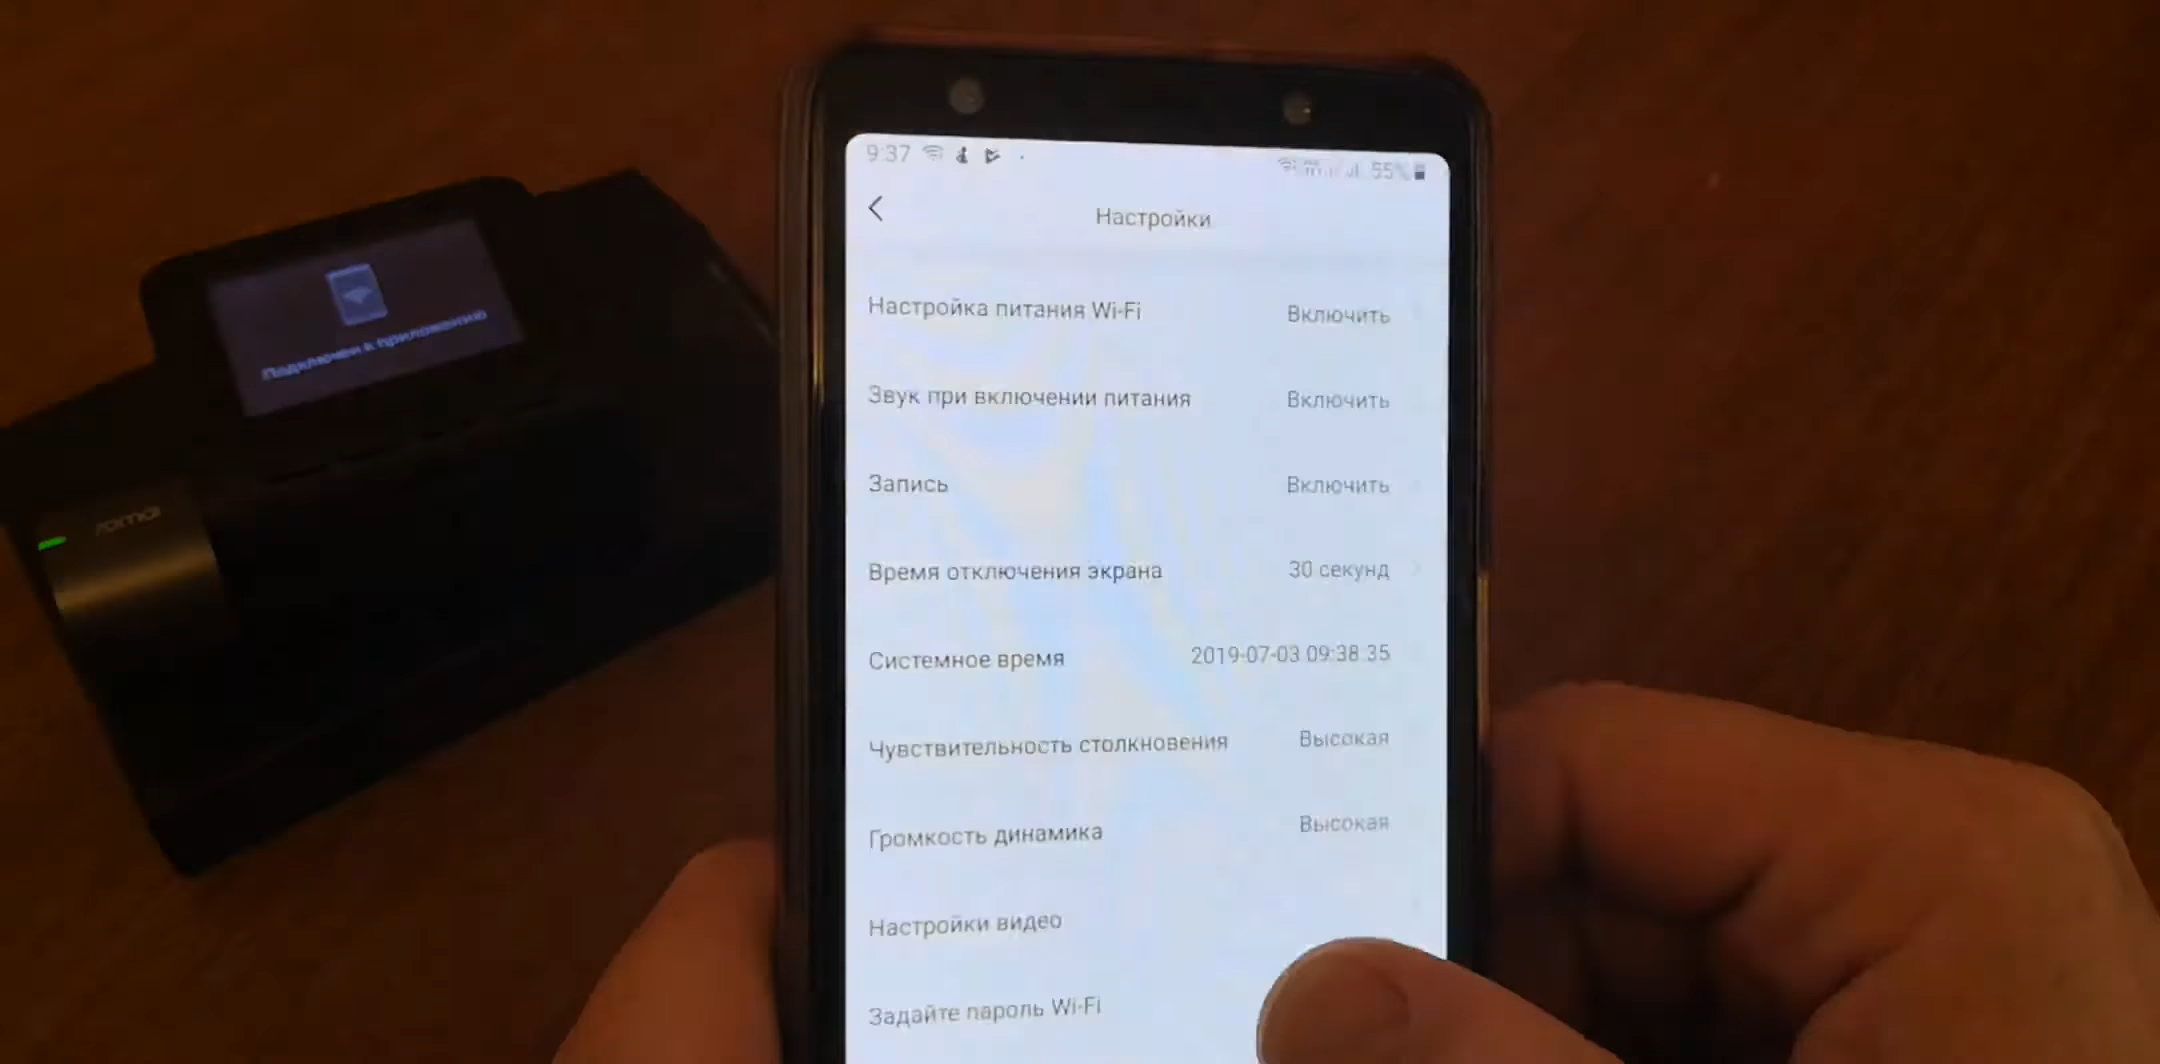 9:37
55%
Настройки
Настройка питания Wi-Fi Включить
Звук при включении питания Включить
Запись Включить
Время отключения экрана 30 секунд
Системное время 2019-07-03 09:38:35
Чувствительность столкновения Высокая
Громкость динамика Высокая
Настройки видео
Задайте пароль Wi-Fi
Подключен к приложению
70mai